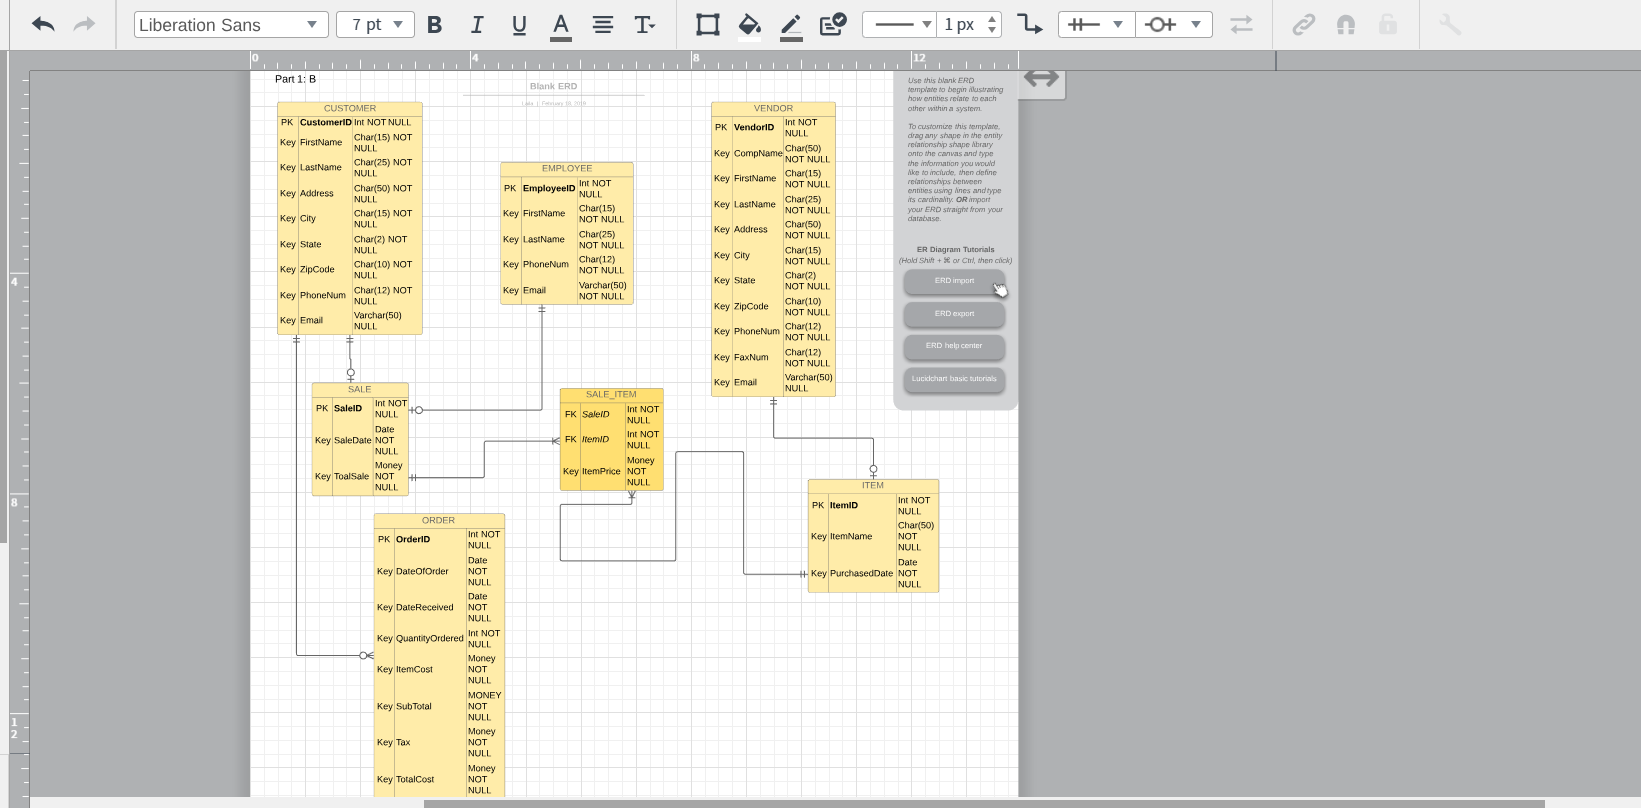 Liberation Sans
7 pt
B
I
U
A
T
1 px
0
4
8
12
4
8
1
2
Part 1: B
Blank ERD
CUSTOMER
PK CustomerID Int NOT NULL
Key FirstName Char(15) NOT
NULL
Key LastName Char(25) NOT
NULL
Key Address Char(50) NOT
NULL
Key City Char(15) NOT
NULL
Key State Char(2) NOT
NULL
Key ZipCode Char(10) NOT
NULL
Key PhoneNum Char(12) NOT
NULL
Key Email Varchar(50)
NULL
EMPLOYEE
PK EmployeeID Int NOT
NULL
Key FirstName Char(15)
NOT NULL
Key LastName Char(25)
NOT NULL
Key PhoneNum Char(12)
NOT NULL
Key Email Varchar(50)
NOT NULL
VENDOR
PK VendorID Int NOT
NULL
Key CompName Char(50)
NOT NULL
Key FirstName Char(15)
NOT NULL
Key LastName Char(25)
NOT NULL
Key Address Char(50)
NOT NULL
Key City Char(15)
NOT NULL
Key State Char(2)
NOT NULL
Key ZipCode Char(10)
NOT NULL
Key PhoneNum Char(12)
NOT NULL
Key FaxNum Char(12)
NOT NULL
Key Email Varchar(50)
NULL
Use this blank ERD
template to begin illustrating
how entities relate to each
other within a system.
To customize this template,
drag any shape in the entity
relationship shape library
onto the canvas and type
the information you would
like to include, then define
relationships between
entities using lines and type
its cardinality. OR import
your ERD straight from your
database.
ER Diagram Tutorials
(Hold Shift + ⌘ or Ctrl, then click)
ERD import
ERD export
ERD help center
Lucidchart basic tutorials
SALE
PK SaleID Int NOT
NULL
Key SaleDate Date
NOT
NULL
Key ToalSale Money
NOT
NULL
SALE_ITEM
FK SaleID Int NOT
NULL
FK ItemID Int NOT
NULL
Key ItemPrice Money
NOT
NULL
ITEM
PK ItemID Int NOT
NULL
Key ItemName Char(50)
NOT
NULL
Key PurchasedDate Date
NOT
NULL
ORDER
PK OrderID Int NOT
NULL
Key DateOfOrder Date
NOT
NULL
Key DateReceived Date
NOT
NULL
Key QuantityOrdered Int NOT
NULL
Key ItemCost Money
NOT
NULL
Key SubTotal MONEY
NOT
NULL
Key Tax Money
NOT
NULL
Key TotalCost Money
NOT
NULL